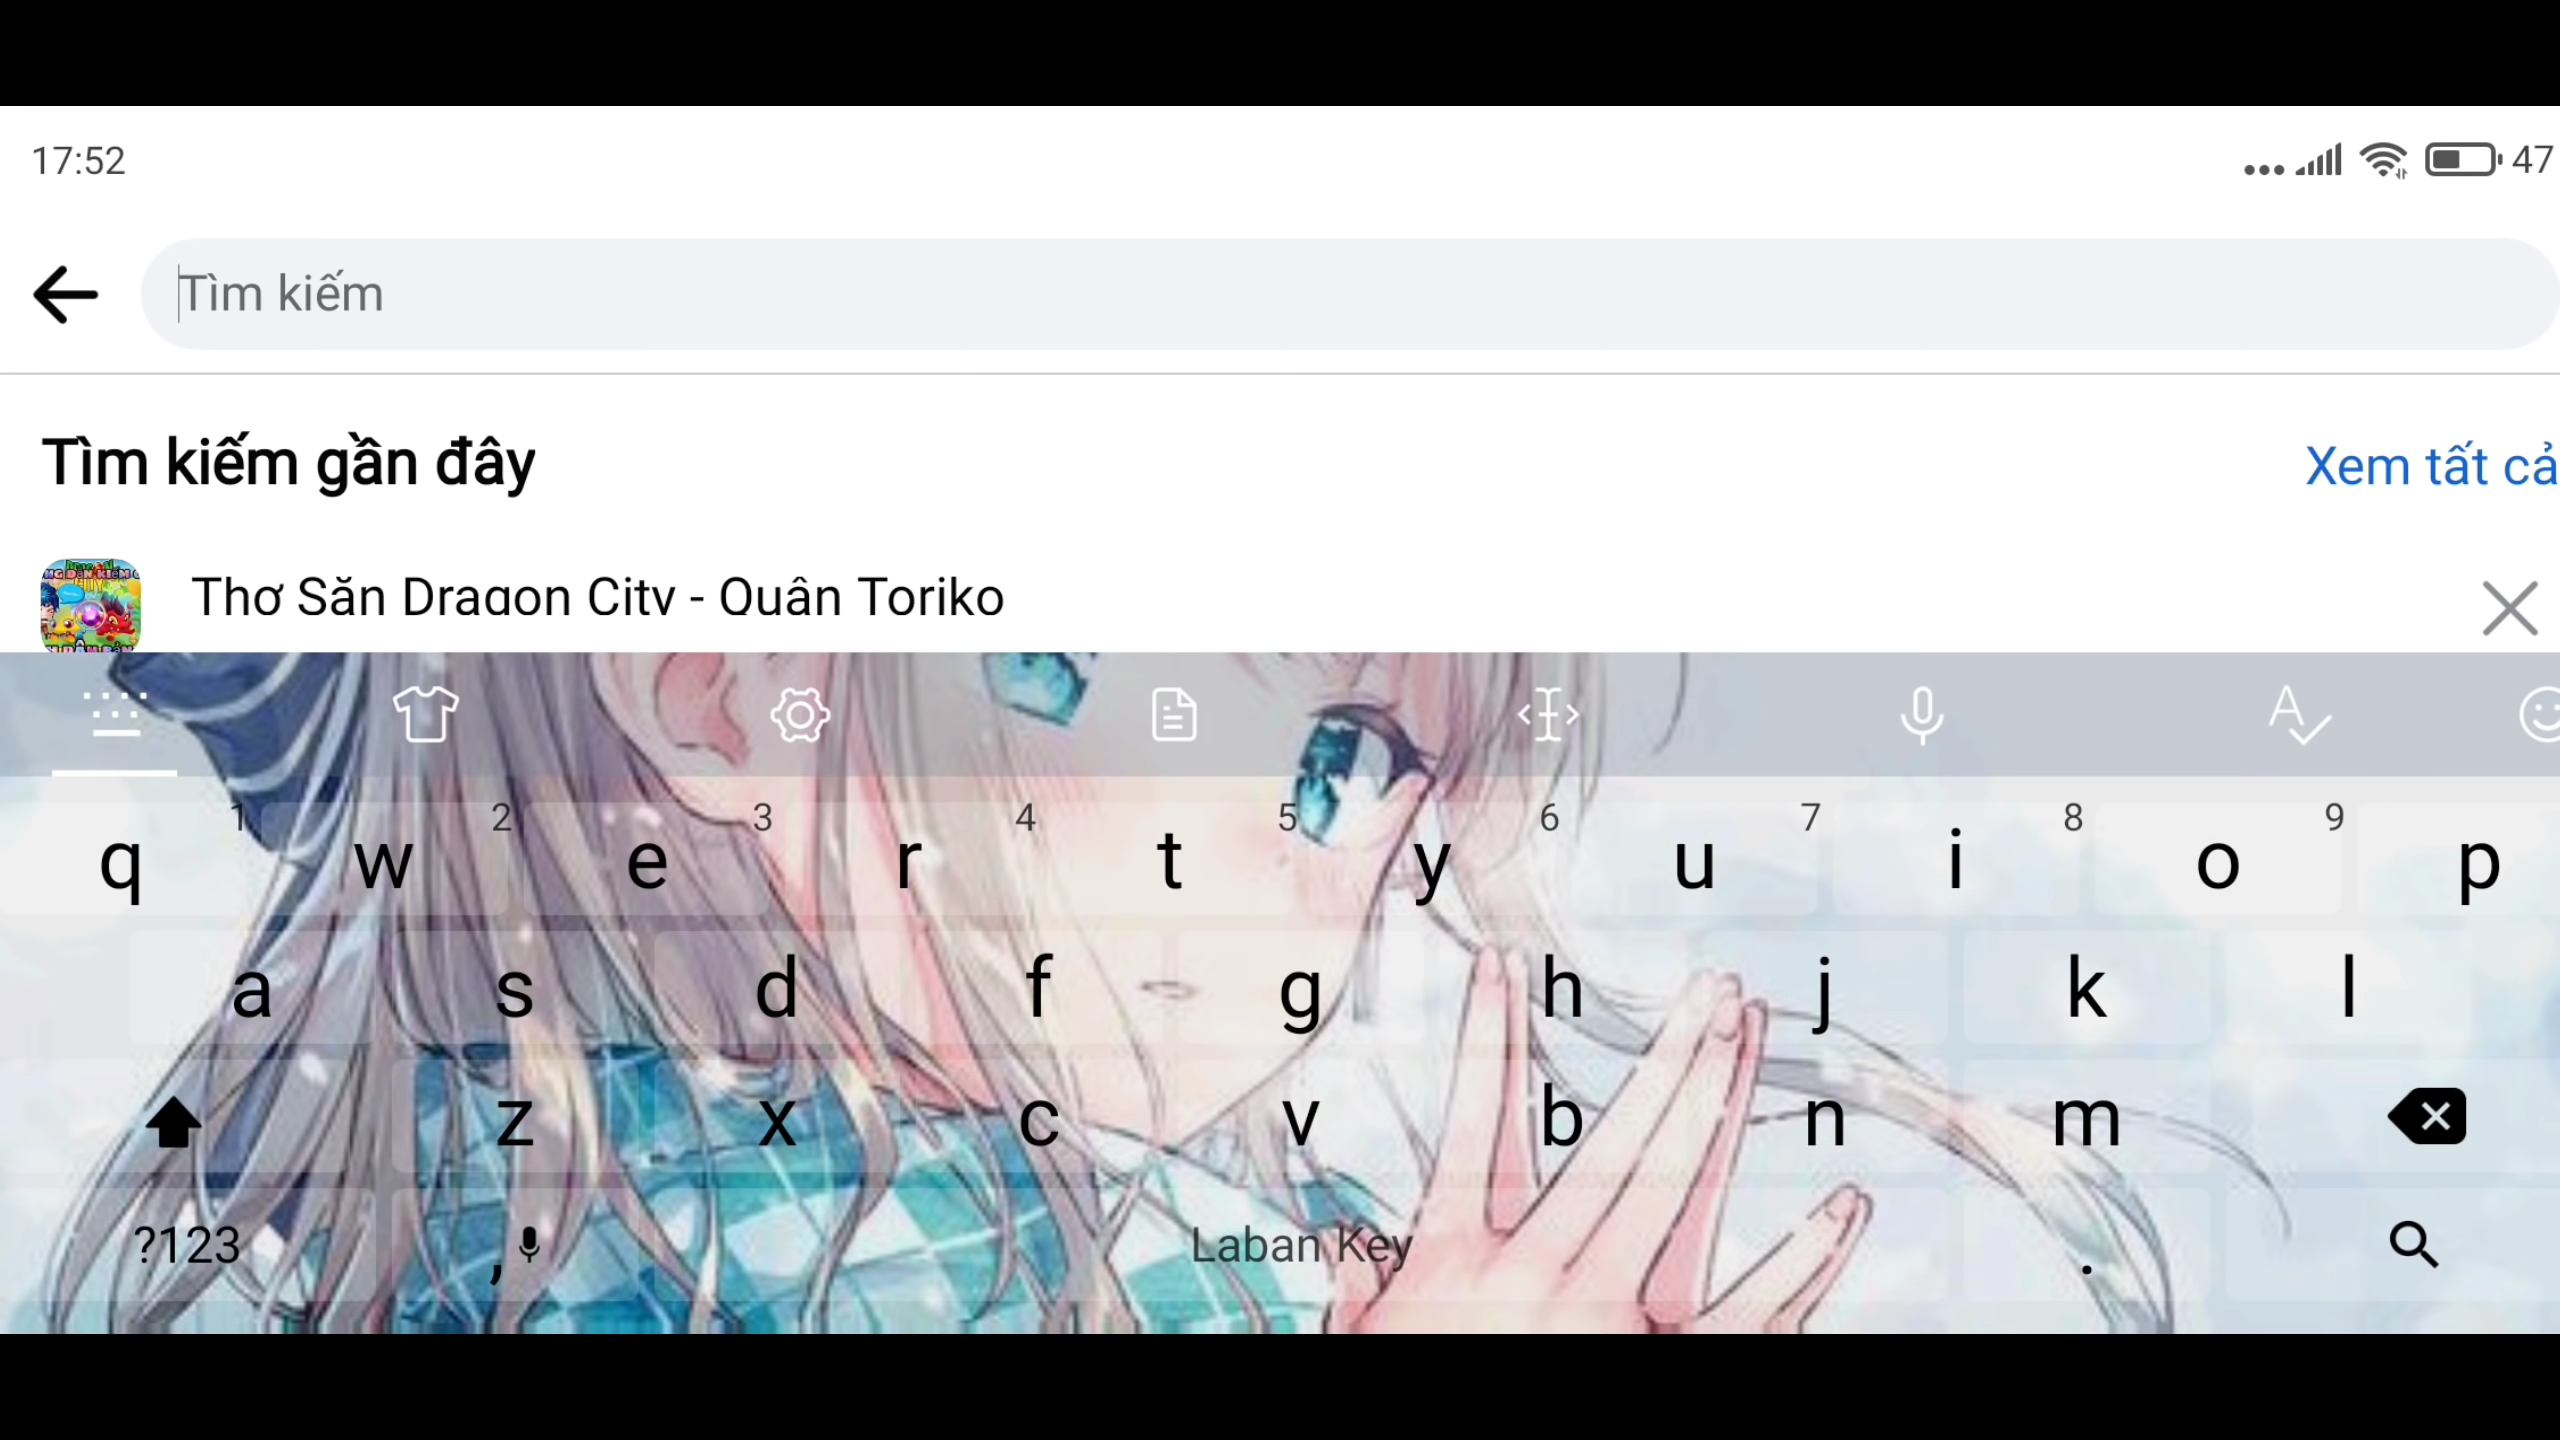 17:52
47
Tìm kiếm
Tìm kiếm gần đây
Xem tất cả
Thợ Săn Dragon City - Quân Toriko
1 2 3 4 5 6 7 8 9
q w e r t y u i o p
a s d f g h j k l
z x c v b n m
?123 , Laban Key .